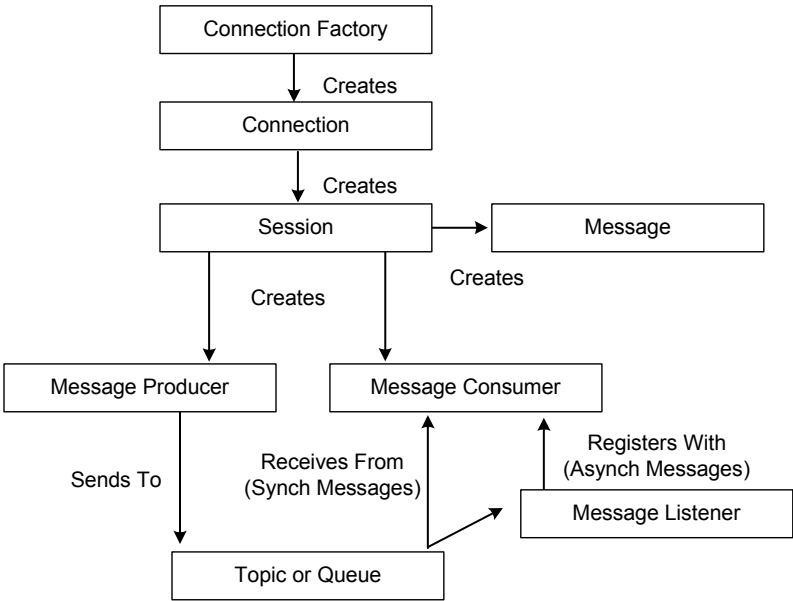 Connection Factory
Creates
Connection
Creates
Session
Message
Creates
Creates
Message Producer
Message Consumer
Sends To
Receives From
(Synch Messages)
Registers With
(Asynch Messages)
Message Listener
Topic or Queue